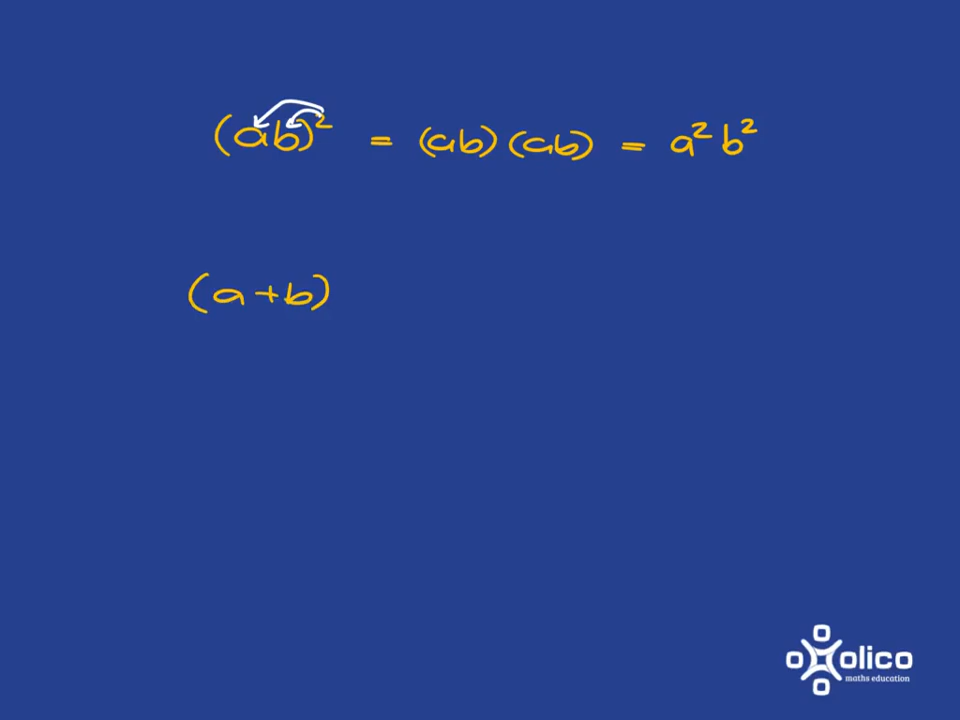 (ab)² = (ab)(ab) = a²b²
(a+b)
olico
maths education